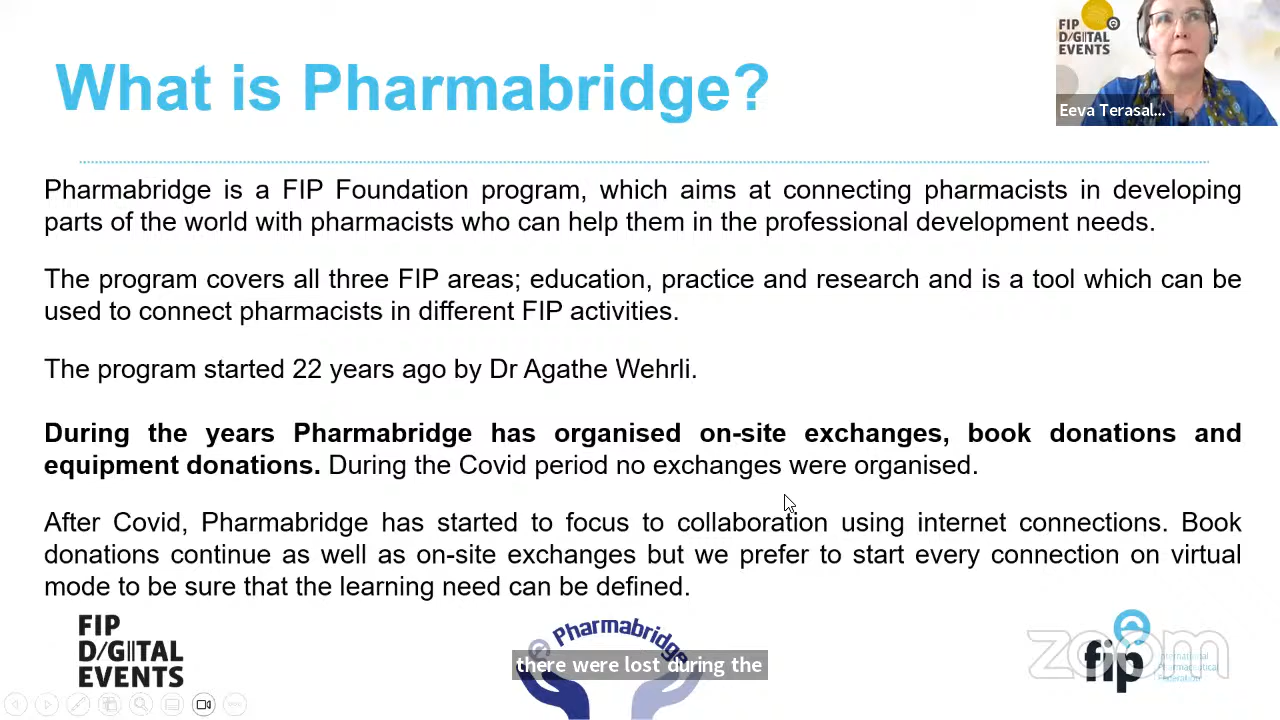 What is Pharmabridge?
FIP
D/G|ITAL
EVENTS
Eeva Terasal...
Pharmabridge is a FIP Foundation program, which aims at connecting pharmacists in developing
parts of the world with pharmacists who can help them in the professional development needs.
The program covers all three FIP areas; education, practice and research and is a tool which can be
used to connect pharmacists in different FIP activities.
The program started 22 years ago by Dr Agathe Wehrli.
During the years Pharmabridge has organised on-site exchanges, book donations and
equipment donations. During the Covid period no exchanges were organised.
After Covid, Pharmabridge has started to focus to collaboration using internet connections. Book
donations continue as well as on-site exchanges but we prefer to start every connection on virtual
mode to be sure that the learning need can be defined.
FIP
D/G|ITAL
EVENTS
Pharmabridge
there were lost during the
zoom
fip
International
Pharmaceutical
Federation